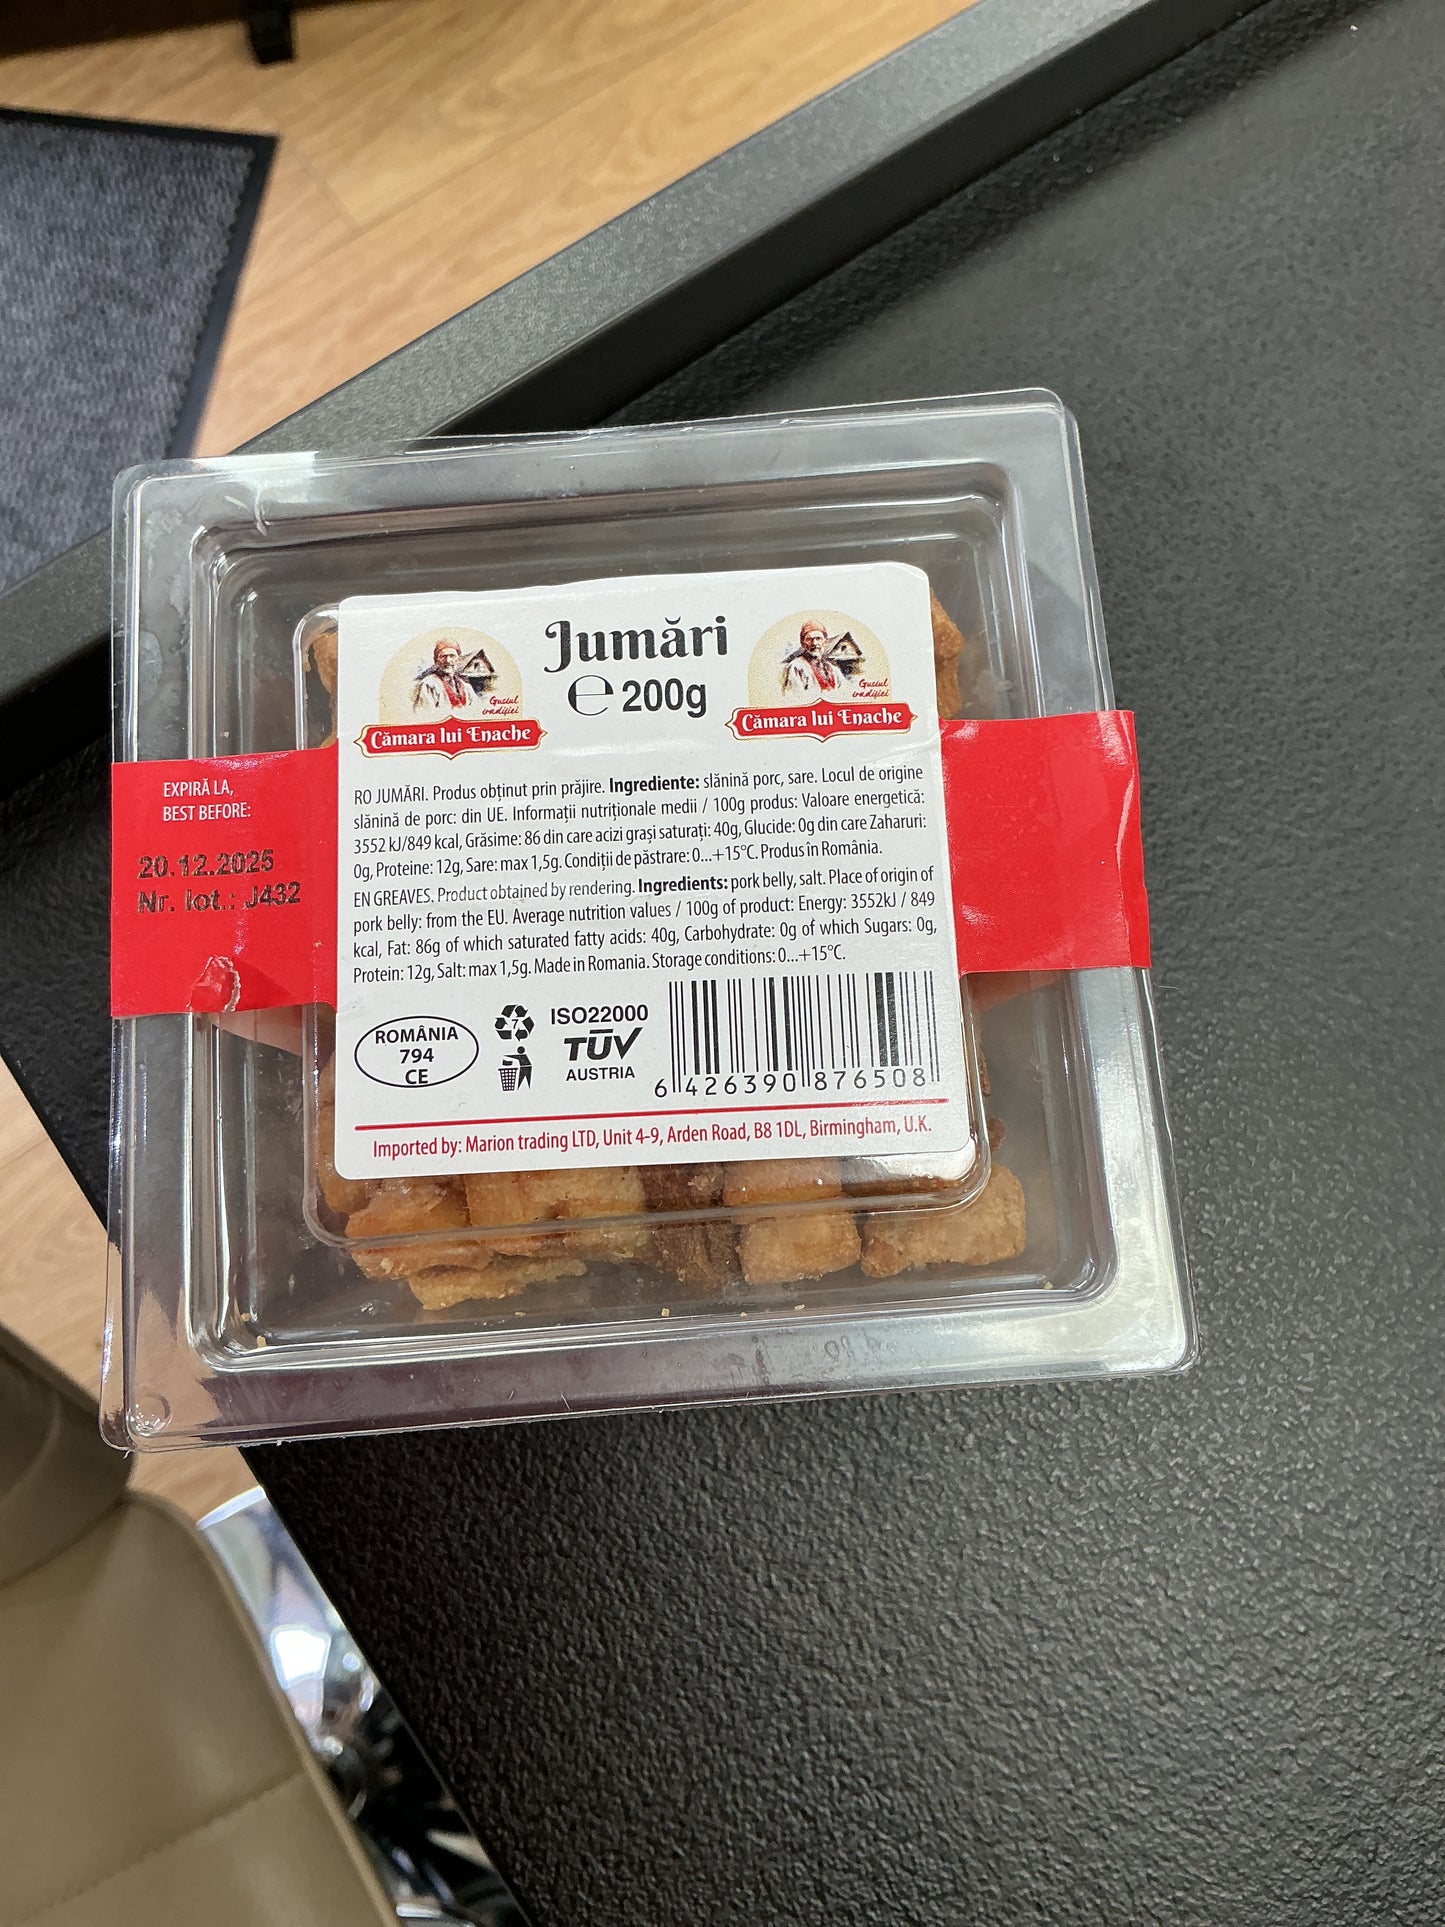 Jumări
℮ 200g
Gustul
tradiției
Cămara lui Enache
Gustul
tradiției
Cămara lui Enache
EXPIRĂ LA,
BEST BEFORE:
20.12.2025
Nr. lot.: J432
RO JUMĂRI. Produs obținut prin prăjire. Ingrediente: slănină porc, sare. Locul de origine
slănină de porc: din UE. Informații nutriționale medii / 100g produs: Valoare energetică:
3552 kJ/849 kcal, Grăsime: 86 din care acizi grași saturați: 40g, Glucide: 0g din care Zaharuri:
0g, Proteine: 12g, Sare: max 1,5g. Condiții de păstrare: 0...+15°C. Produs în România.
EN GREAVES. Product obtained by rendering. Ingredients: pork belly, salt. Place of origin of
pork belly: from the EU. Average nutrition values / 100g of product: Energy: 3552kJ / 849
kcal, Fat: 86g of which saturated fatty acids: 40g, Carbohydrate: 0g of which Sugars: 0g,
Protein: 12g, Salt: max 1,5g. Made in Romania. Storage conditions: 0...+15°C.
ROMÂNIA
794
CE
7
ISO22000
TÜV
AUSTRIA
6 426390 876508
Imported by: Marion trading LTD, Unit 4-9, Arden Road, B8 1DL, Birmingham, U.K.